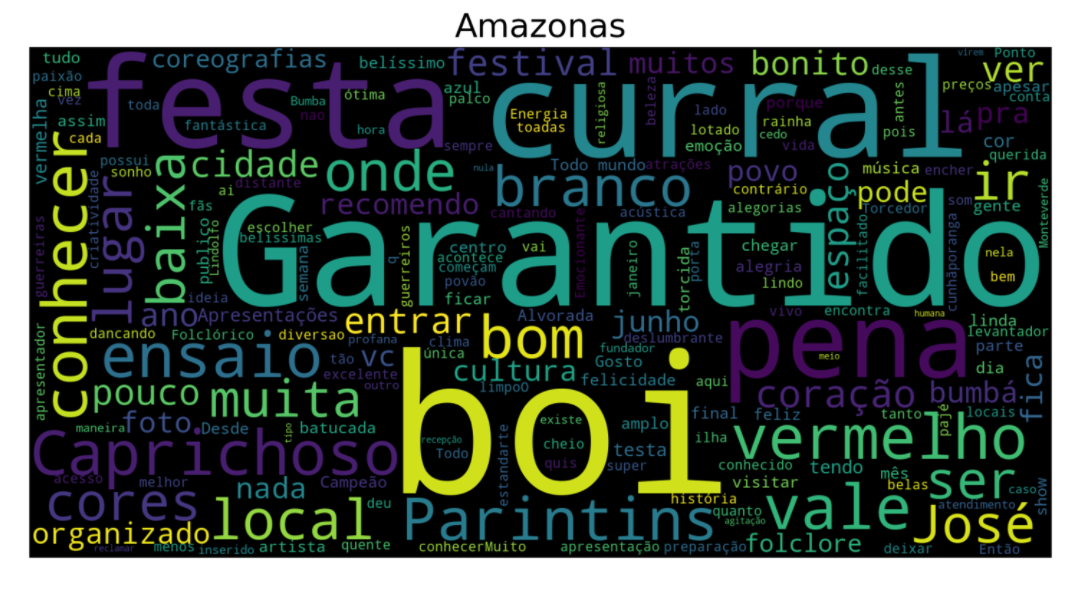 Amazonas
tudo coreografias belíssimo festival muitos bonito desse virem Ponto ver
paixão cima vez toda festa Bumba nao ótima hora azul palco sempre curral Energia toadas religiosa beleza lado lotado emoção porque rainha cedo vida antes pois preços apesar conta lá pra
vermelha assim cada fantástica nula Todo mundo atrações povo contrário música encher cor querida
conhecer possui sonho baixa cidade onde branco pode ir
lugar ai distante recomendo cantando acústica alegorias espaço Torcedor som gente
guerreiras criatividade fãs público Lindolfo escolher belíssimas semana Garantido Monteverde
q guerreiros centro acontece começam povão vai Emocionante janeiro torcida porta chegar alegria lindo facilitado cunhaporanga nela bem
ideia ficar vivo encontra humana
ano Apresentações entrar bom Alvorada junho deslumbrante pena linda levantador
dancando Folclórico diversao profana clima fundador parte
apresentador ensaio tão vc única cultura Gosto meio dia
excelente outro limpoO felicidade aqui coração bumbá fica
pouco muita boi final feliz tanto locais
foto Desde batucada existe amplo ilha vermelho pajé
maneira tipo recepção cheio testa
Caprichoso Todo quis super conhecido tendo mês ser
acesso melhor Campeão estandarte visitar belas caso show
cores nada deu história vale atendimento
organizado local Parintins quanto José
agitação folclore
reclamar menos inserido artista quente conhecerMuito apresentação preparação deixar Então